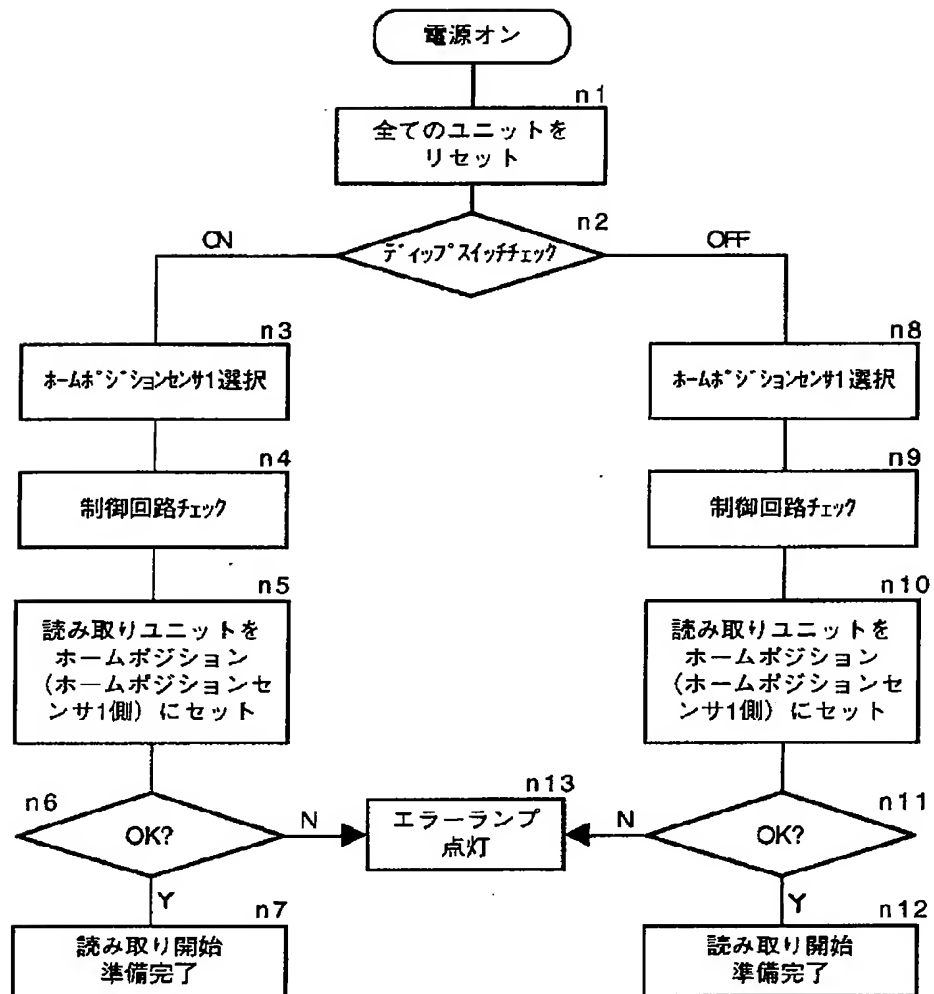 電源オン
n1
全てのユニットを
リセット
n2
ディップスイッチチェック
ON
OFF
n3
ホームポジションセンサ1選択
n4
制御回路チェック
n5
読み取りユニットを
ホームポジション
(ホームポジションセ
ンサ1側)にセット
n6
OK?
N
Y
n7
読み取り開始
準備完了
n8
ホームポジションセンサ1選択
n9
制御回路チェック
n10
読み取りユニットを
ホームポジション
(ホームポジションセ
ンサ1側)にセット
n11
OK?
N
Y
n12
読み取り開始
準備完了
n13
エラーランプ
点灯